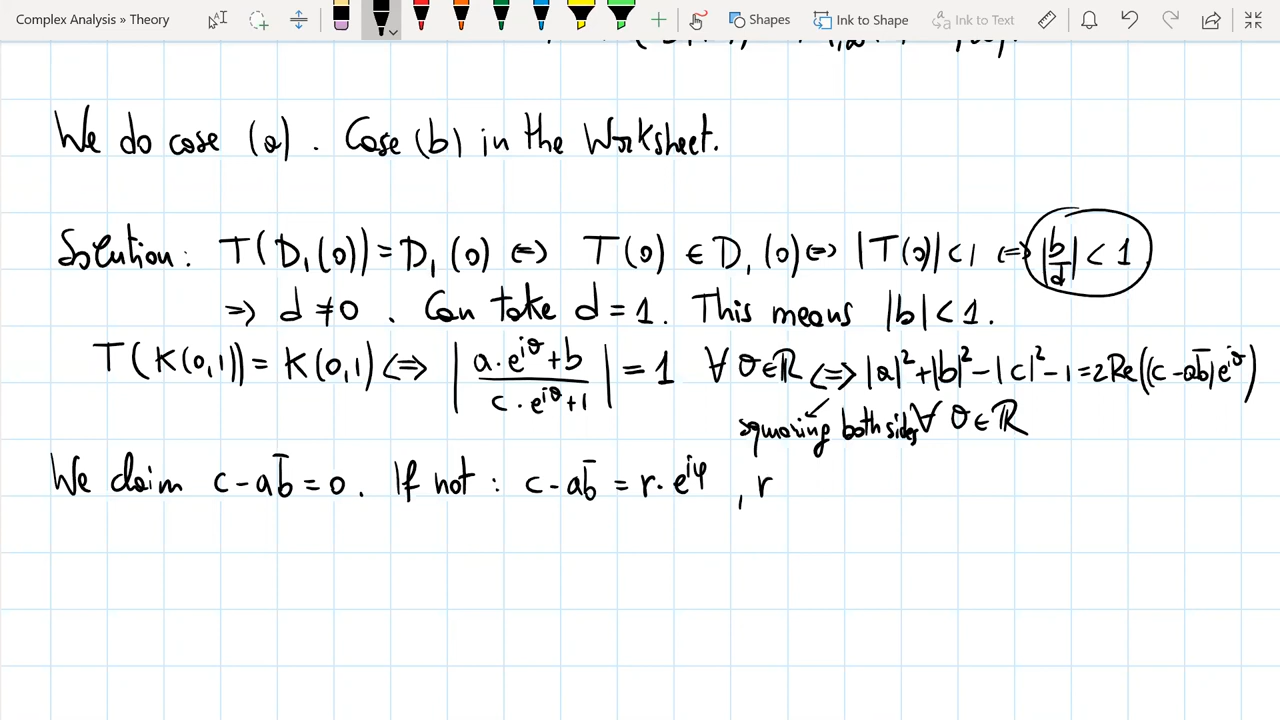 Complex Analysis » Theory
Shapes
Ink to Shape
Ink to Text
We do case (a). Case (b) in the Worksheet.
Solution: T(D₁(0)) = D₁(0) ⇔ T(0) ∈ D₁(0) ⇔ |T(0)| < 1 ⇔ |b/d| < 1
⇒ d ≠ 0. Can take d = 1. This means |b| < 1.
T(K(0,1)) = K(0,1) ⇔ |(a·e^{iθ}+b)/(c·e^{iθ}+1)| = 1 ∀ θ∈ℝ ⇔ |a|²+|b|²-|c|²-1 = 2Re((c-ab̄)e^{iθ})
squaring both sides ∀ θ∈ℝ
We claim c-ab̄ = 0. If not: c-ab̄ = r·e^{iφ}, r